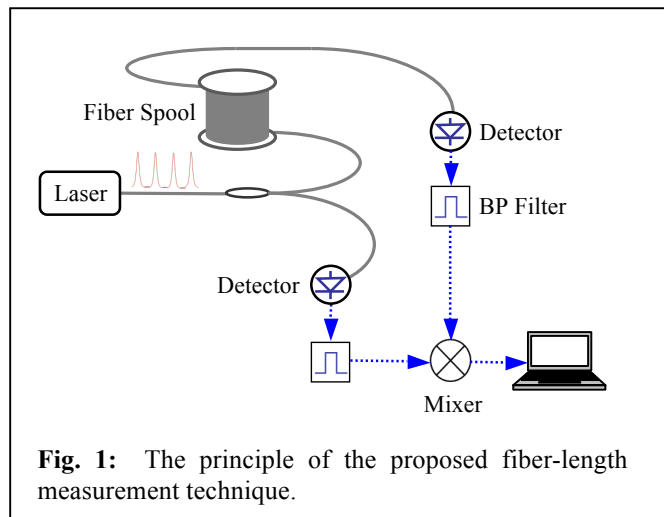 Fiber Spool
Detector
Laser
BP Filter
Detector
Mixer
Fig. 1: The principle of the proposed fiber-length
measurement technique.